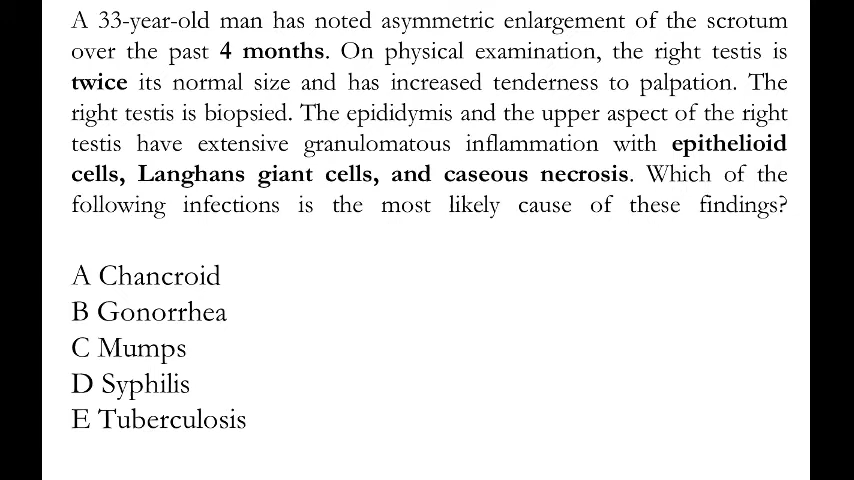 A 33-year-old man has noted asymmetric enlargement of the scrotum
over the past 4 months. On physical examination, the right testis is
twice its normal size and has increased tenderness to palpation. The
right testis is biopsied. The epididymis and the upper aspect of the right
testis have extensive granulomatous inflammation with epithelioid
cells, Langhans giant cells, and caseous necrosis. Which of the
following infections is the most likely cause of these findings?
A Chancroid
B Gonorrhea
C Mumps
D Syphilis
E Tuberculosis